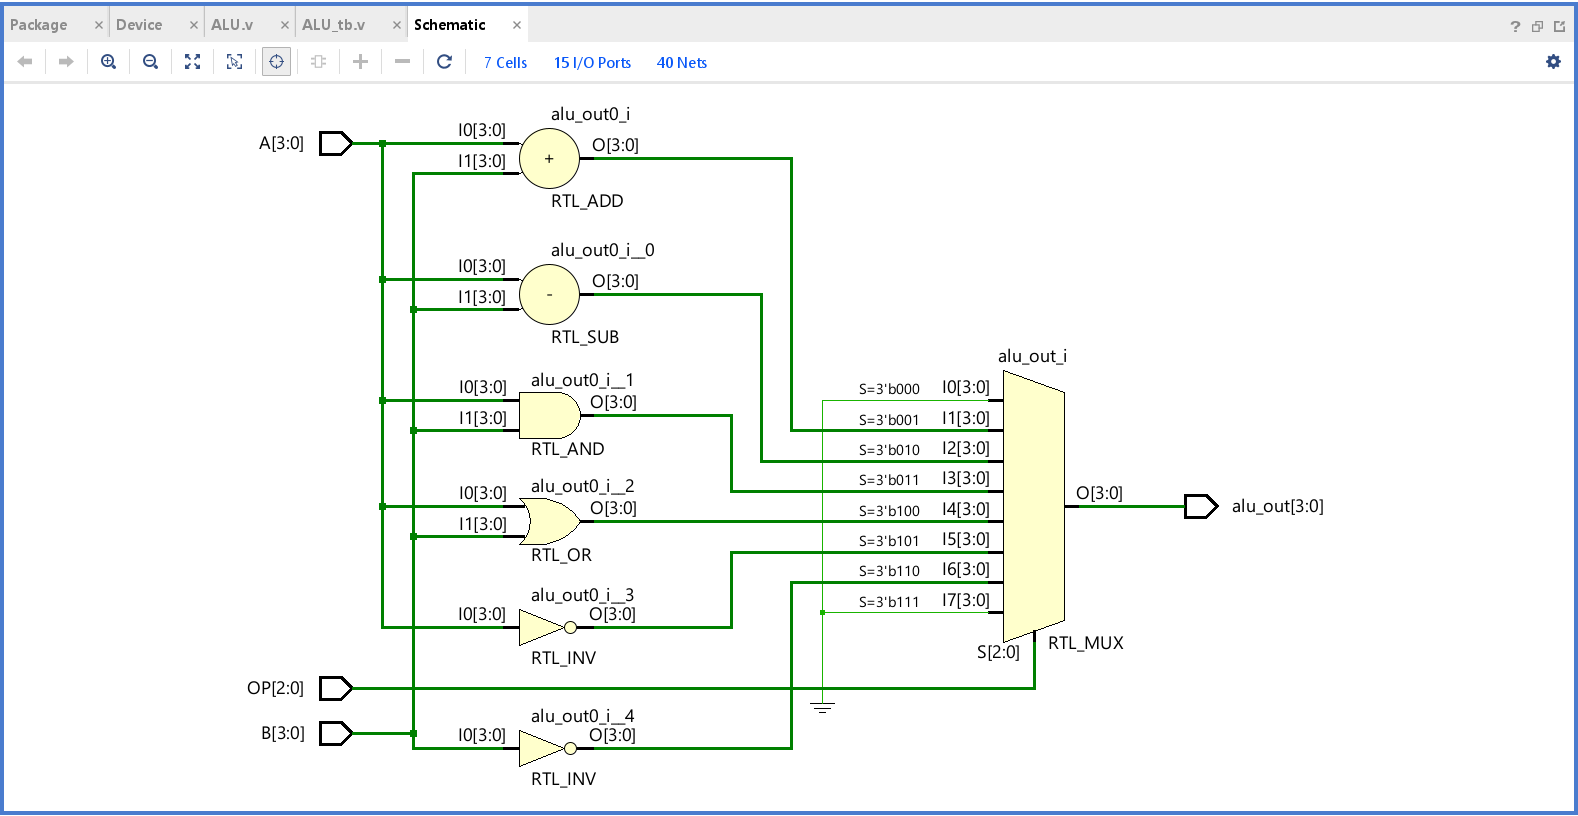 Package × Device × ALU.v × ALU_tb.v × Schematic × ?
7 Cells 15 I/O Ports 40 Nets
alu_out0_i
A[3:0] I0[3:0] O[3:0]
+
I1[3:0]
RTL_ADD
alu_out0_i__0
I0[3:0] O[3:0]
-
I1[3:0]
RTL_SUB
alu_out_i
alu_out0_i__1
I0[3:0] O[3:0] S=3'b000 I0[3:0]
I1[3:0] S=3'b001 I1[3:0]
RTL_AND S=3'b010 I2[3:0]
S=3'b011 I3[3:0]
alu_out0_i__2
I0[3:0] O[3:0] O[3:0] alu_out[3:0]
S=3'b100 I4[3:0]
I1[3:0] S=3'b101 I5[3:0]
RTL_OR S=3'b110 I6[3:0]
alu_out0_i__3 S=3'b111 I7[3:0]
I0[3:0] O[3:0]
RTL_INV S[2:0] RTL_MUX
OP[2:0]
alu_out0_i__4
B[3:0] I0[3:0] O[3:0]
RTL_INV